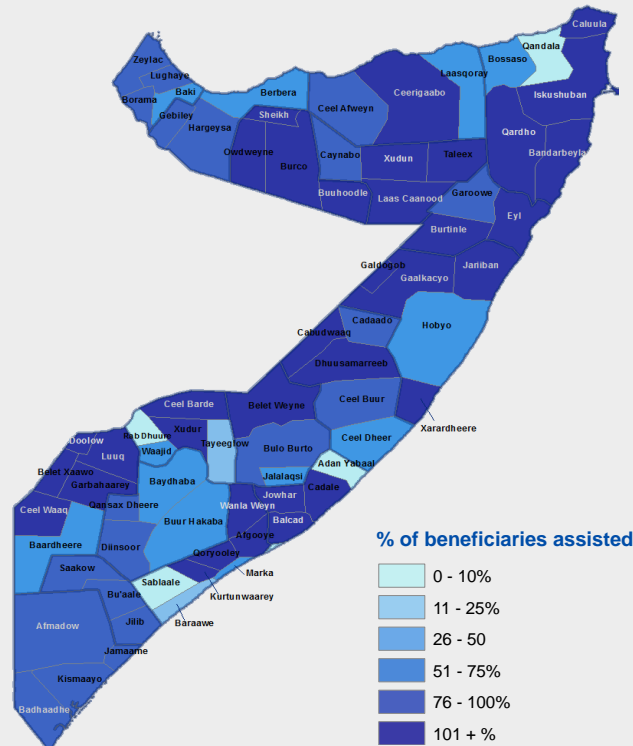 Caluula
Qandala
Bossaso
Zeylac
Lughaye
Laasqoray
Baki
Berbera
Ceerigaabo
Iskushuban
Borama
Ceel Afweyn
Gebiley
Sheikh
Hargeysa
Qardho
Caynabo
Taleex
Bandarbeyla
Owdweyne
Xudun
Burco
Buuhoodle
Laas Caanood
Garoowe
Eyl
Burtinle
Galdogob
Jariiban
Gaalkacyo
Cadaado
Hobyo
Cabudwaaq
Dhuusamarreeb
Ceel Buur
Ceel Barde
Belet Weyne
Xarardheere
Rab Dhuure
Xudur
Ceel Dheer
Doolow
Tayeeglow
Waajid
Bulo Burto
Luuq
Adan Yabaal
Belet Xaawo
Baydhaba
Jalalaqsi
Garbahaarey
Cadale
Jowhar
Qansax Dheere
Wanla Weyn
Ceel Waaq
Buur Hakaba
Balcad
Afgooye
% of beneficiaries assisted
Baardheere
Diinsoor
Qoryooley
Saakow
Marka
0 - 10%
Sablaale
Bu'aale
Kurtunwaarey
11 - 25%
Baraawe
Jilib
Afmadow
26 - 50
Jamaame
51 - 75%
Kismaayo
76 - 100%
Badhaadhe
101 + %